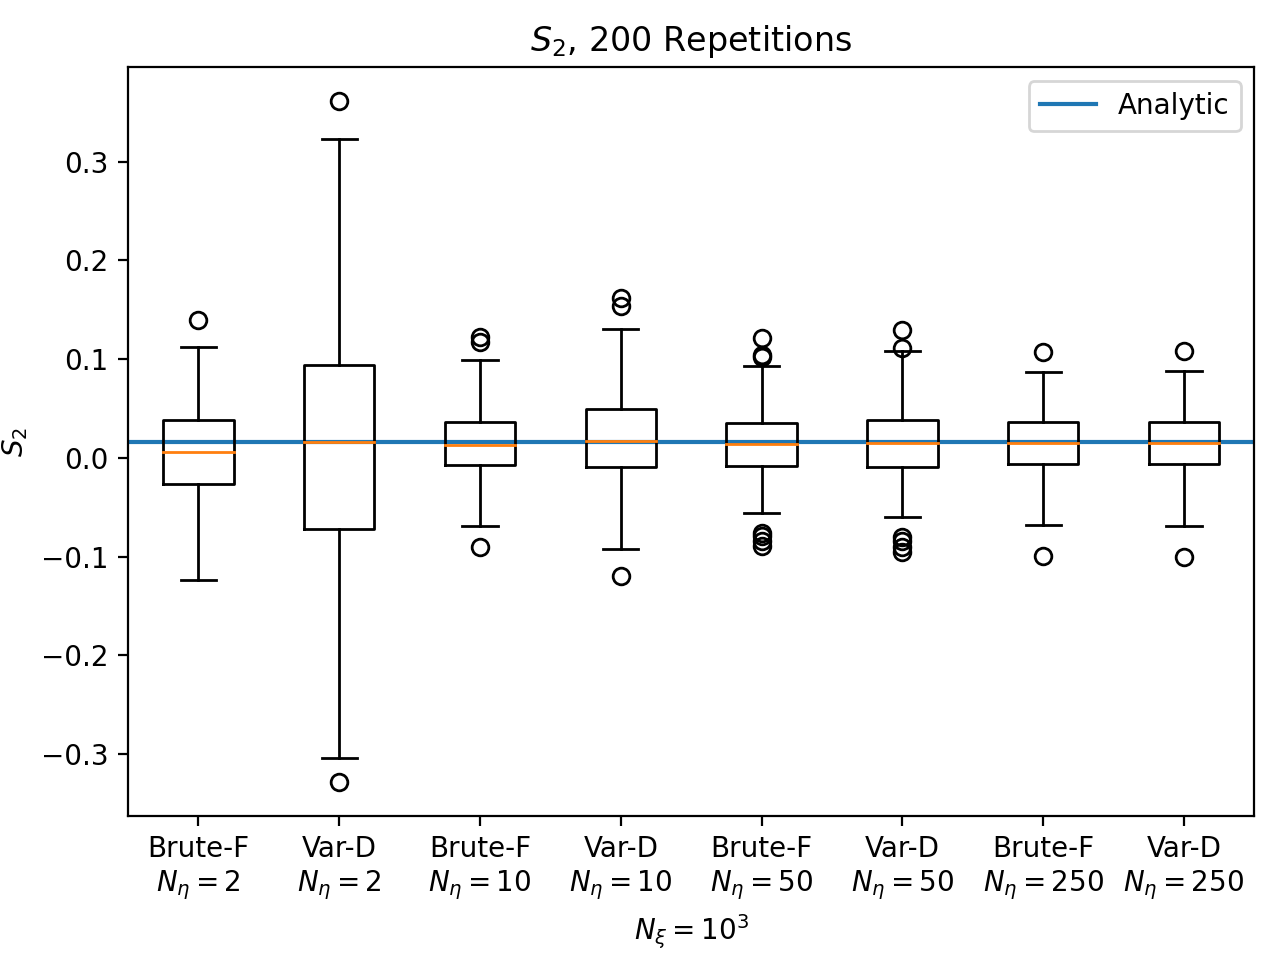 S₂, 200 Repetitions
Analytic
S₂
0.3
0.2
0.1
0.0
−0.1
−0.2
−0.3
Brute-F Var-D Brute-F Var-D Brute-F Var-D Brute-F Var-D
N_η = 2 N_η = 2 N_η = 10 N_η = 10 N_η = 50 N_η = 50 N_η = 250 N_η = 250
N_ξ = 10³